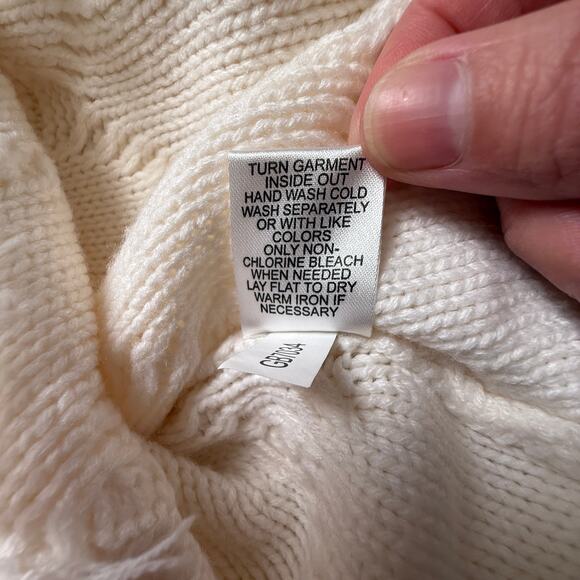 TURN GARMENT
INSIDE OUT
HAND WASH COLD
WASH SEPARATELY
OR WITH LIKE
COLORS
ONLY NON-
CHLORINE BLEACH
WHEN NEEDED
LAY FLAT TO DRY
WARM IRON IF
NECESSARY
GB7034